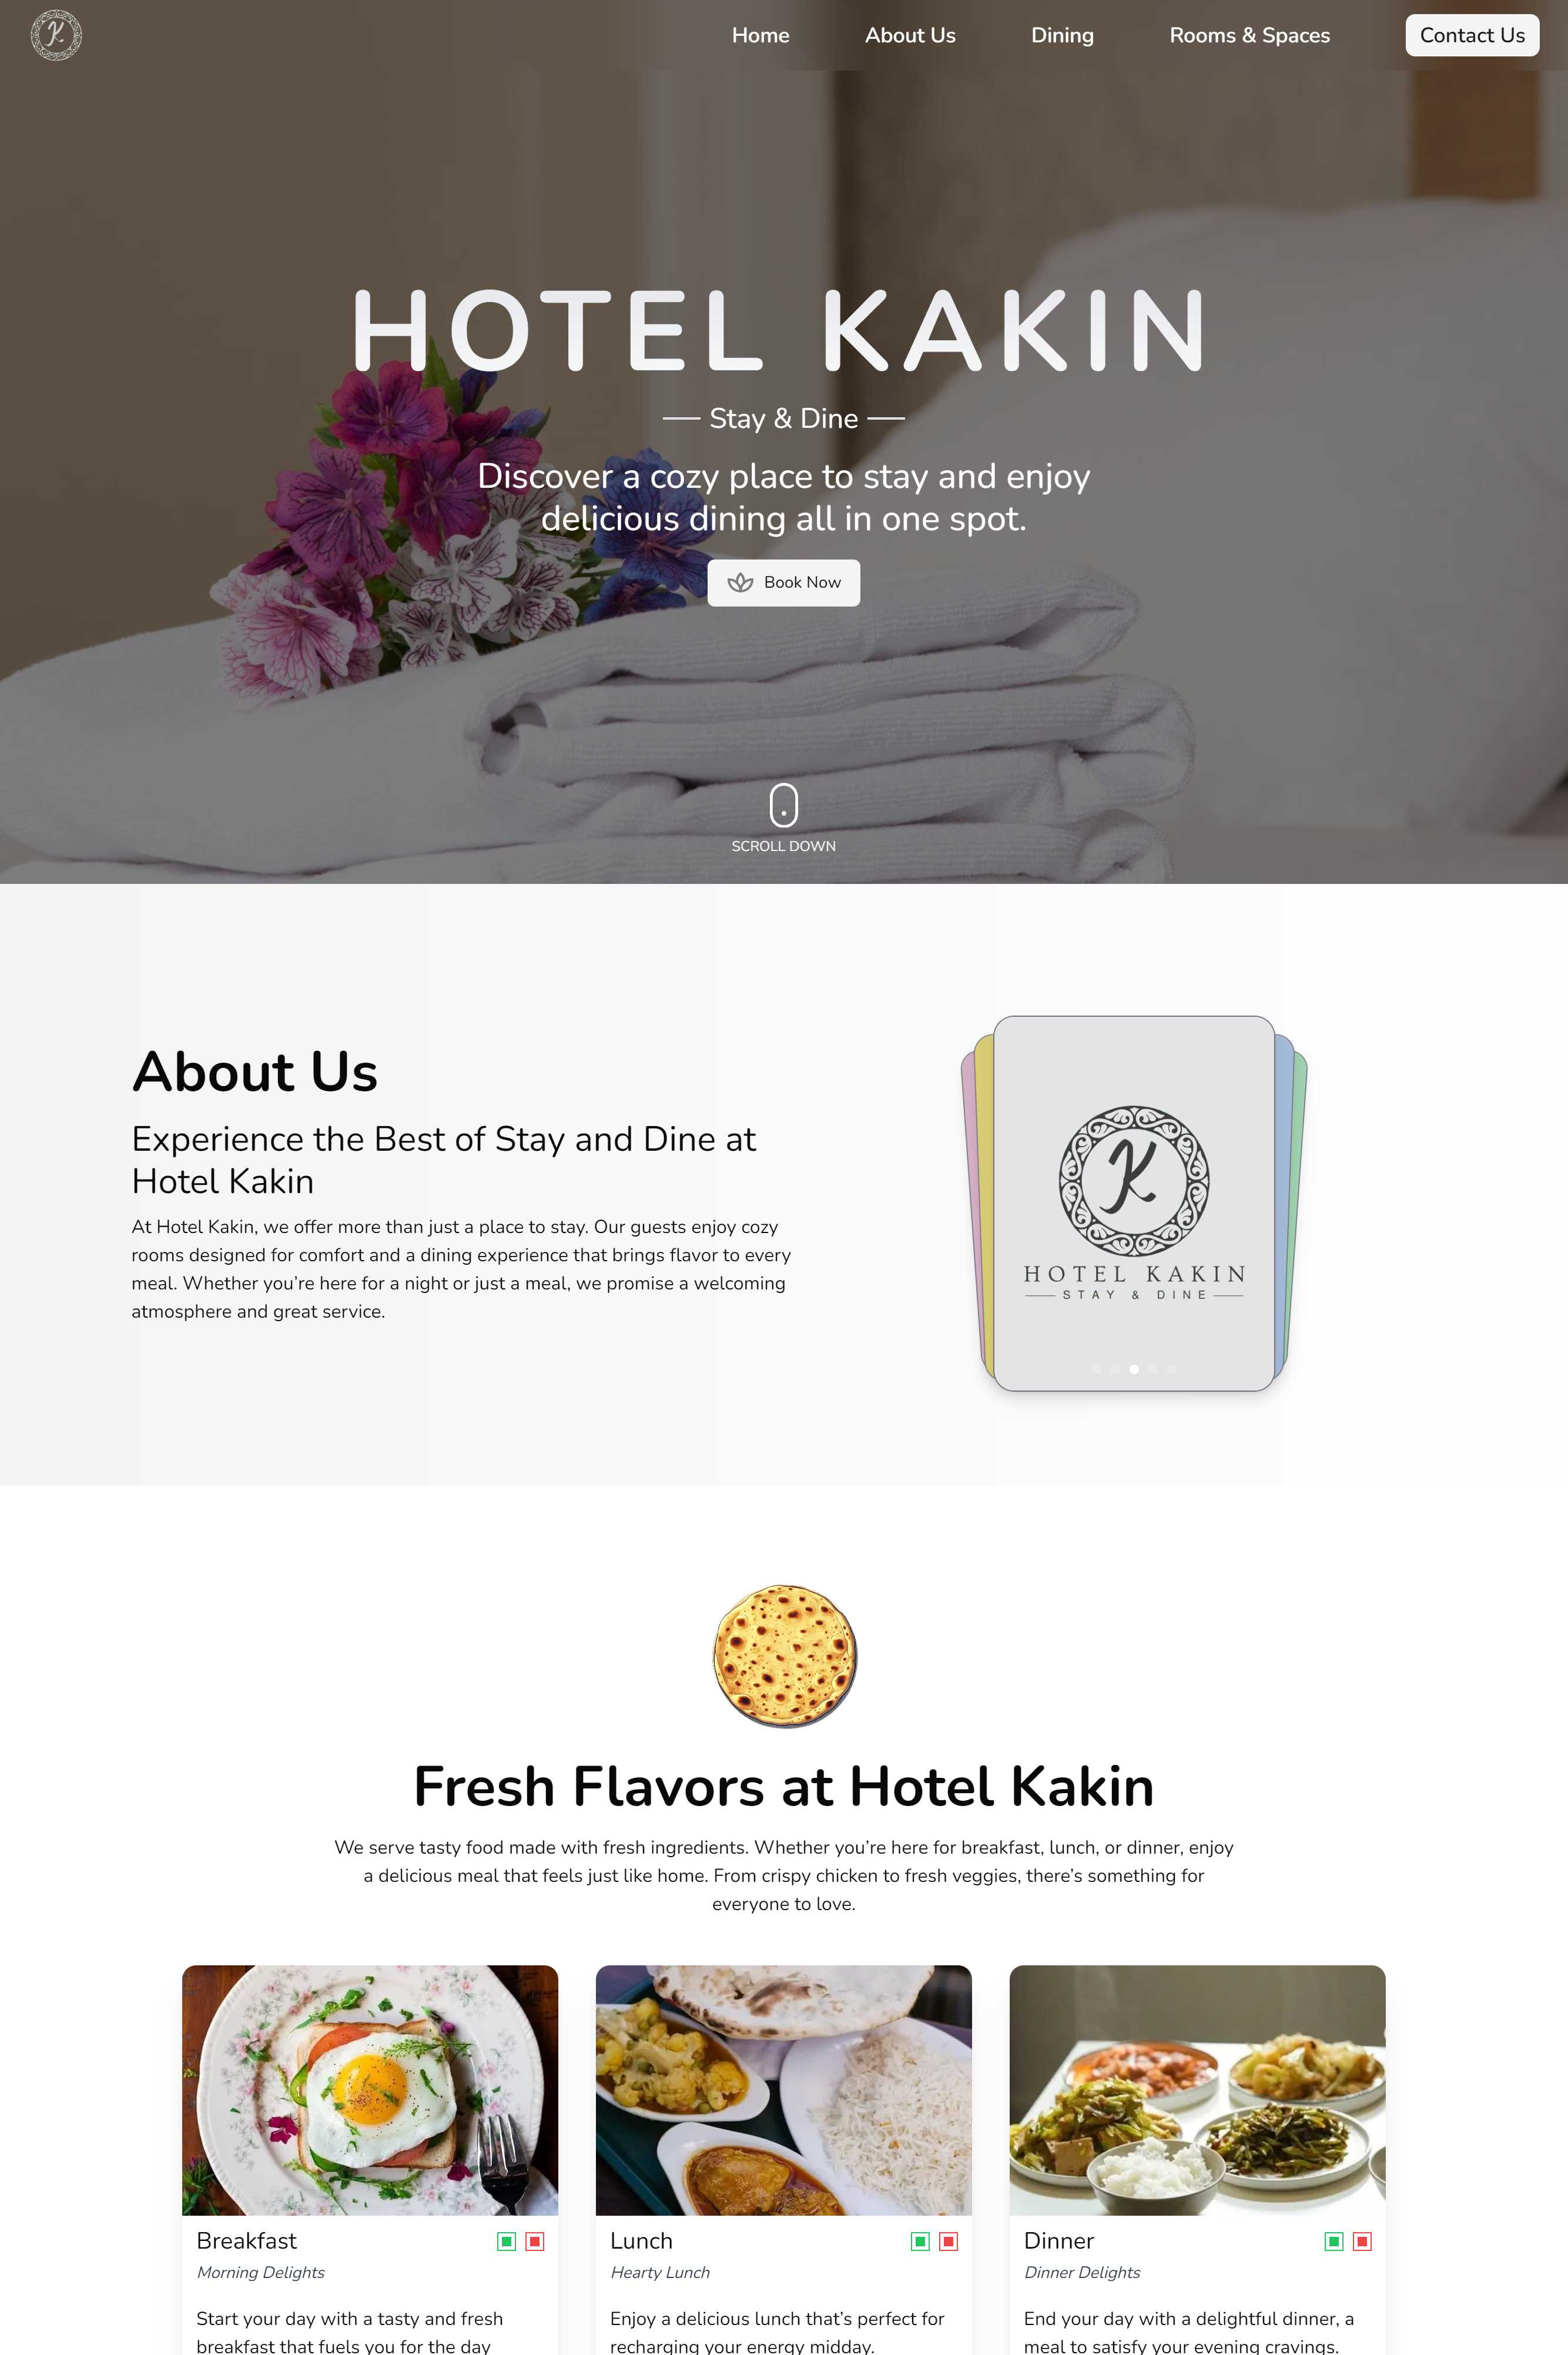 K
Home
About Us
Dining
Rooms & Spaces
Contact Us
HOTEL KAKIN
Stay & Dine
Discover a cozy place to stay and enjoy
delicious dining all in one spot.
Book Now
SCROLL DOWN
About Us
Experience the Best of Stay and Dine at
Hotel Kakin
At Hotel Kakin, we offer more than just a place to stay. Our guests enjoy cozy
rooms designed for comfort and a dining experience that brings flavor to every
meal. Whether you’re here for a night or just a meal, we promise a welcoming
atmosphere and great service.
K
HOTEL KAKIN
STAY & DINE
Fresh Flavors at Hotel Kakin
We serve tasty food made with fresh ingredients. Whether you’re here for breakfast, lunch, or dinner, enjoy
a delicious meal that feels just like home. From crispy chicken to fresh veggies, there’s something for
everyone to love.
Breakfast
Morning Delights
Start your day with a tasty and fresh
breakfast that fuels you for the day
Lunch
Hearty Lunch
Enjoy a delicious lunch that’s perfect for
recharging your energy midday.
Dinner
Dinner Delights
End your day with a delightful dinner, a
meal to satisfy your evening cravings.